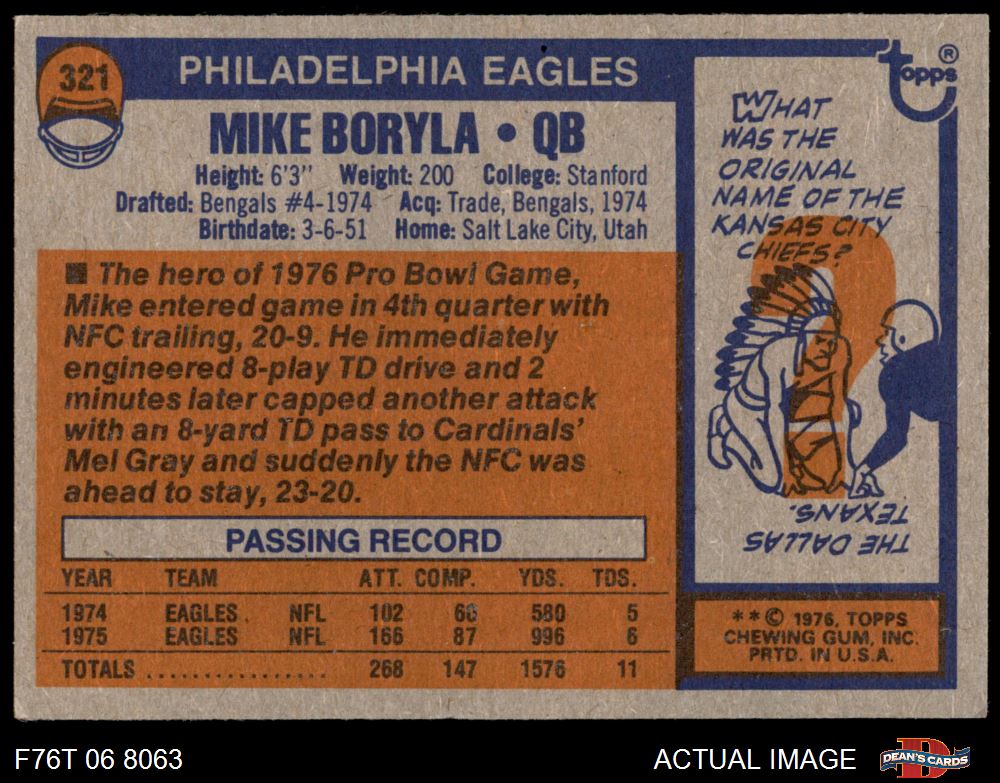 321
PHILADELPHIA EAGLES
MIKE BORYLA • QB
Height: 6'3" Weight: 200 College: Stanford
Drafted: Bengals #4-1974 Acq: Trade, Bengals, 1974
Birthdate: 3-6-51 Home: Salt Lake City, Utah
■ The hero of 1976 Pro Bowl Game,
Mike entered game in 4th quarter with
NFC trailing, 20-9. He immediately
engineered 8-play TD drive and 2
minutes later capped another attack
with an 8-yard TD pass to Cardinals'
Mel Gray and suddenly the NFC was
ahead to stay, 23-20.
PASSING RECORD
YEAR TEAM ATT. COMP. YDS. TDS.
1974 EAGLES NFL 102 60 580 5
1975 EAGLES NFL 166 87 996 6
TOTALS ................ 268 147 1576 11
topps®
WHAT
WAS THE
ORIGINAL
NAME OF THE
KANSAS CITY
CHIEFS?
?
THE DALLAS
TEXANS.
**© 1976, TOPPS
CHEWING GUM, INC.
PRTD. IN U.S.A.
F76T 06 8063
ACTUAL IMAGE
D
DEAN'S CARDS